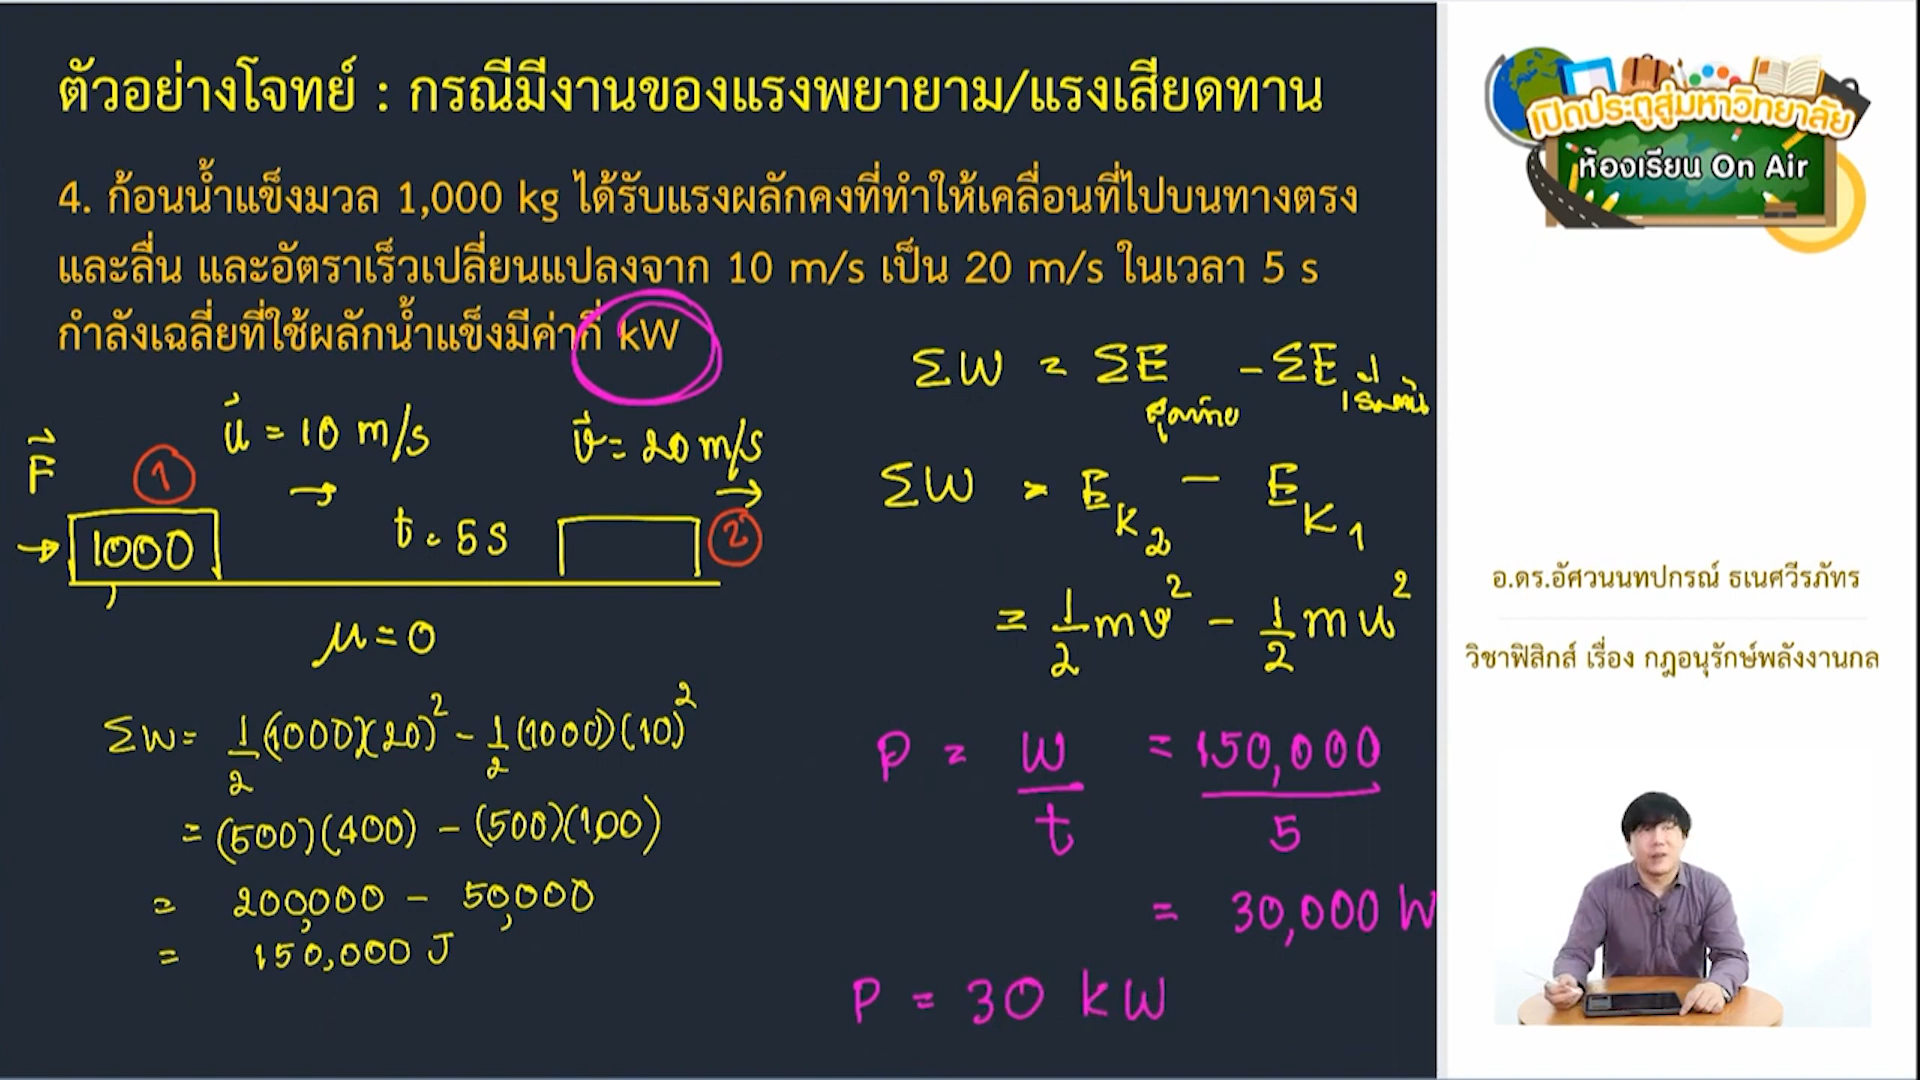 ตัวอย่างโจทย์ : กรณีมีงานของแรงพยายาม/แรงเสียดทาน
4. ก้อนน้ำแข็งมวล 1,000 kg ได้รับแรงผลักคงที่ทำให้เคลื่อนที่ไปบนทางตรง
และลื่น และอัตราเร็วเปลี่ยนแปลงจาก 10 m/s เป็น 20 m/s ในเวลา 5 s
กำลังเฉลี่ยที่ใช้ผลักน้ำแข็งมีค่ากี่ kW
F⃗
1
u⃗ = 10 m/s
v⃗ = 20 m/s
1000
t = 5 s
2
μ = 0
ΣW = 1/2 (1000)(20)² - 1/2 (1000)(10)²
= (500)(400) - (500)(100)
= 200,000 - 50,000
= 150,000 J
ΣW = ΣE สุดท้าย - ΣE เริ่มต้น
ΣW = E K2 - E K1
= 1/2 mv² - 1/2 mu²
P = W/t = 150,000/5
= 30,000 W
P = 30 kW
เปิดประตูสู่มหาวิทยาลัย
ห้องเรียน On Air
อ.ดร.อัศวนนทปกรณ์ ธเนศวีรภัทร
วิชาฟิสิกส์ เรื่อง กฎอนุรักษ์พลังงานกล